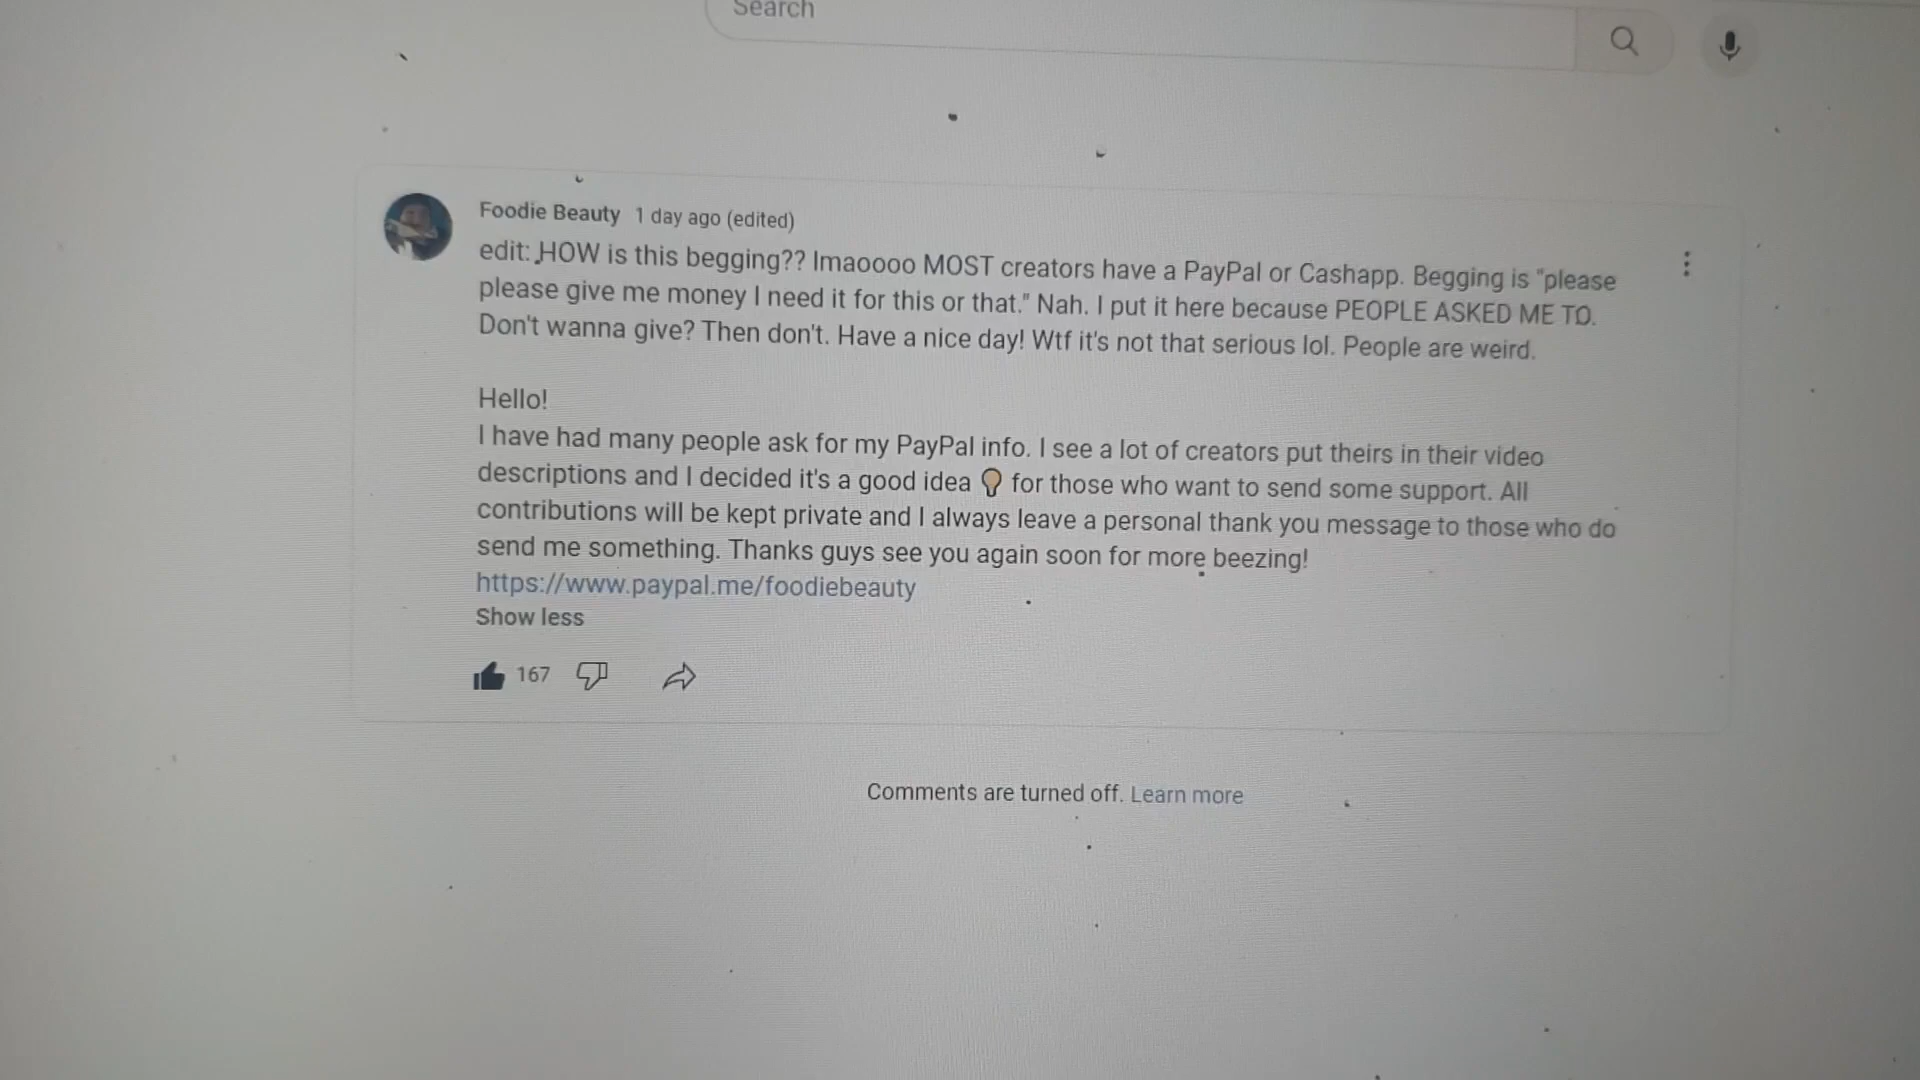 Search
Foodie Beauty 1 day ago (edited)
edit: HOW is this begging?? lmaoooo MOST creators have a PayPal or Cashapp. Begging is "please
please give me money I need it for this or that." Nah. I put it here because PEOPLE ASKED ME TO.
Don't wanna give? Then don't. Have a nice day! Wtf it's not that serious lol. People are weird.
Hello!
I have had many people ask for my PayPal info. I see a lot of creators put theirs in their video
descriptions and I decided it's a good idea 💡 for those who want to send some support. All
contributions will be kept private and I always leave a personal thank you message to those who do
send me something. Thanks guys see you again soon for more beezing!
https://www.paypal.me/foodiebeauty
Show less
167
Comments are turned off. Learn more